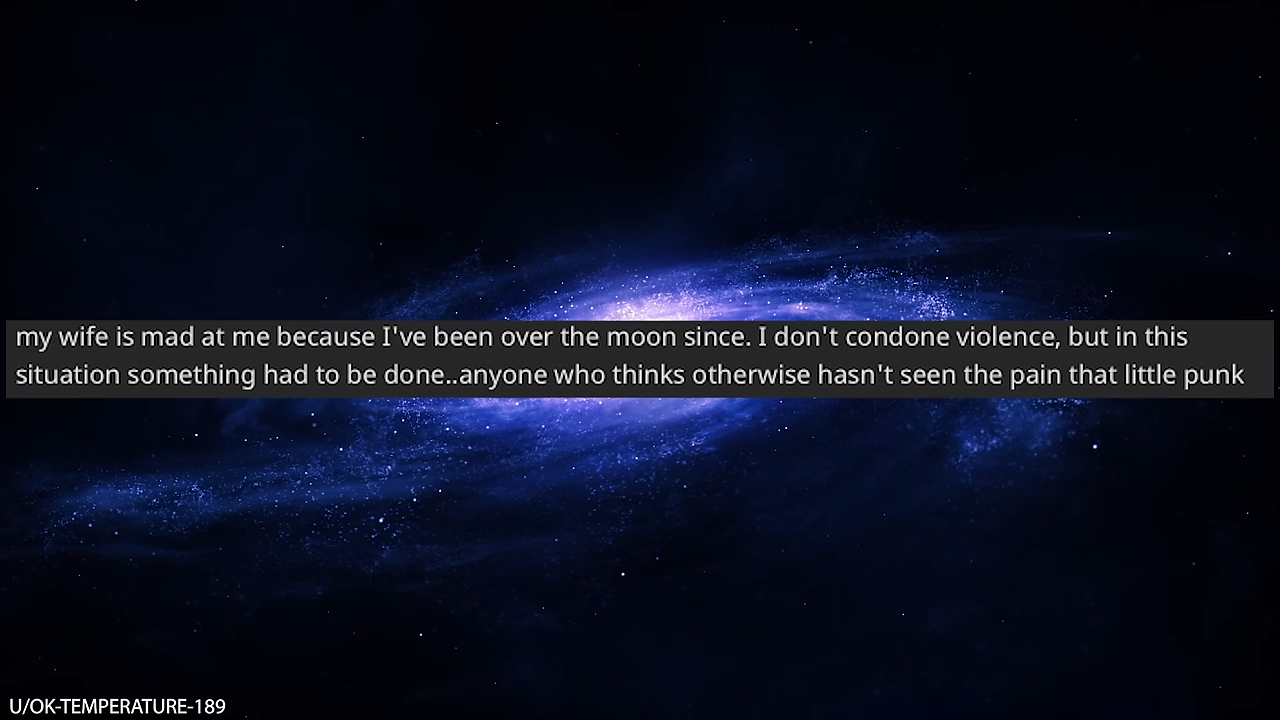 my wife is mad at me because I've been over the moon since. I don't condone violence, but in this
situation something had to be done..anyone who thinks otherwise hasn't seen the pain that little punk
U/OK-TEMPERATURE-189